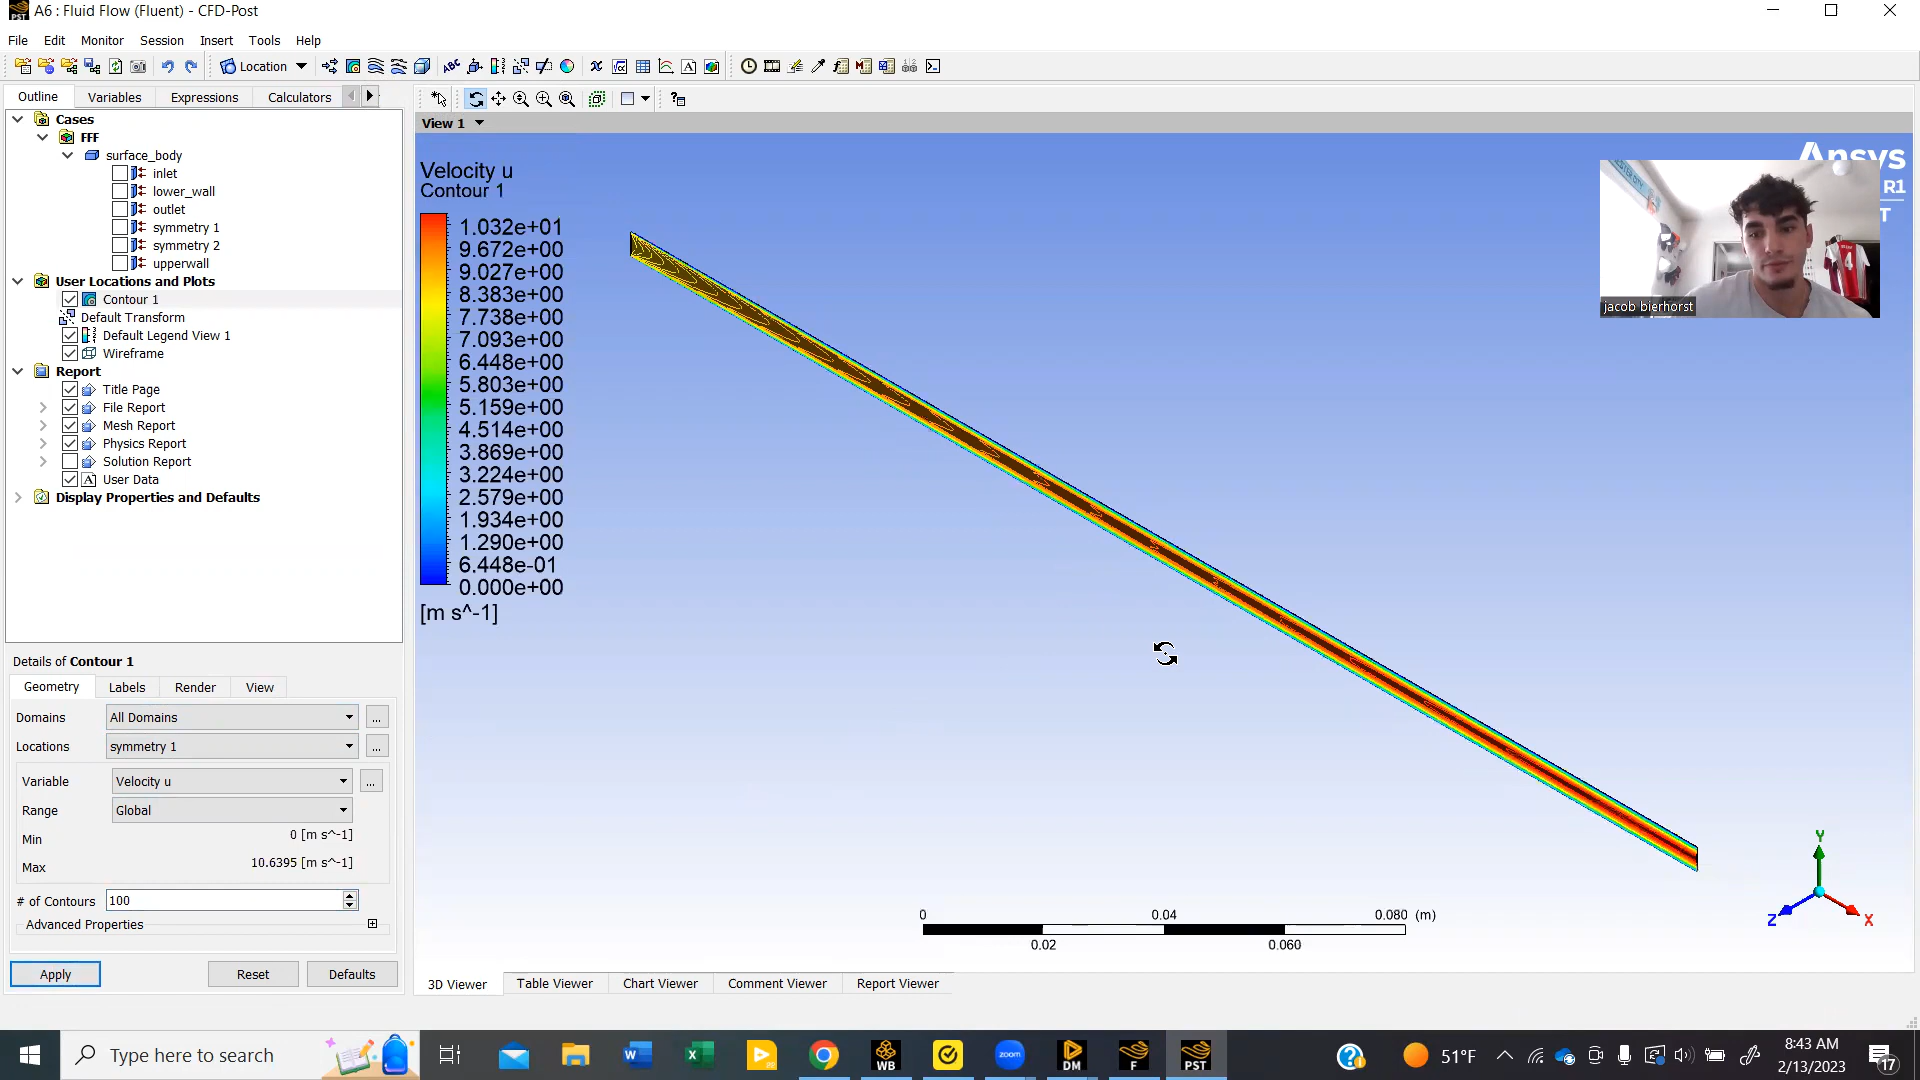 A6 : Fluid Flow (Fluent) - CFD-Post
File Edit Monitor Session Insert Tools Help
Location
Outline Variables Expressions Calculators
Cases
FFF
surface_body
inlet
lower_wall
outlet
symmetry 1
symmetry 2
upperwall
User Locations and Plots
Contour 1
Default Transform
Default Legend View 1
Wireframe
Report
Title Page
File Report
Mesh Report
Physics Report
Solution Report
User Data
Display Properties and Defaults
Details of Contour 1
Geometry Labels Render View
Domains All Domains ...
Locations symmetry 1 ...
Variable Velocity u ...
Range Global
Min 0 [m s^-1]
Max 10.6395 [m s^-1]
# of Contours 100
Advanced Properties
Apply Reset Defaults
View 1
Velocity u
Contour 1
1.032e+01
9.672e+00
9.027e+00
8.383e+00
7.738e+00
7.093e+00
6.448e+00
5.803e+00
5.159e+00
4.514e+00
3.869e+00
3.224e+00
2.579e+00
1.934e+00
1.290e+00
6.448e-01
0.000e+00
[m s^-1]
Ansys
R1
T
jacob bierhorst
0 0.04 0.080 (m)
0.02 0.060
Y
Z X
3D Viewer Table Viewer Chart Viewer Comment Viewer Report Viewer
Type here to search
WB
zoom
DM
F
PST
51°F
8:43 AM
2/13/2023
17